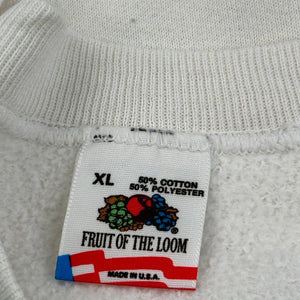 XL
50% COTTON
50% POLYESTER
FRUIT OF THE LOOM
MADE IN U.S.A.